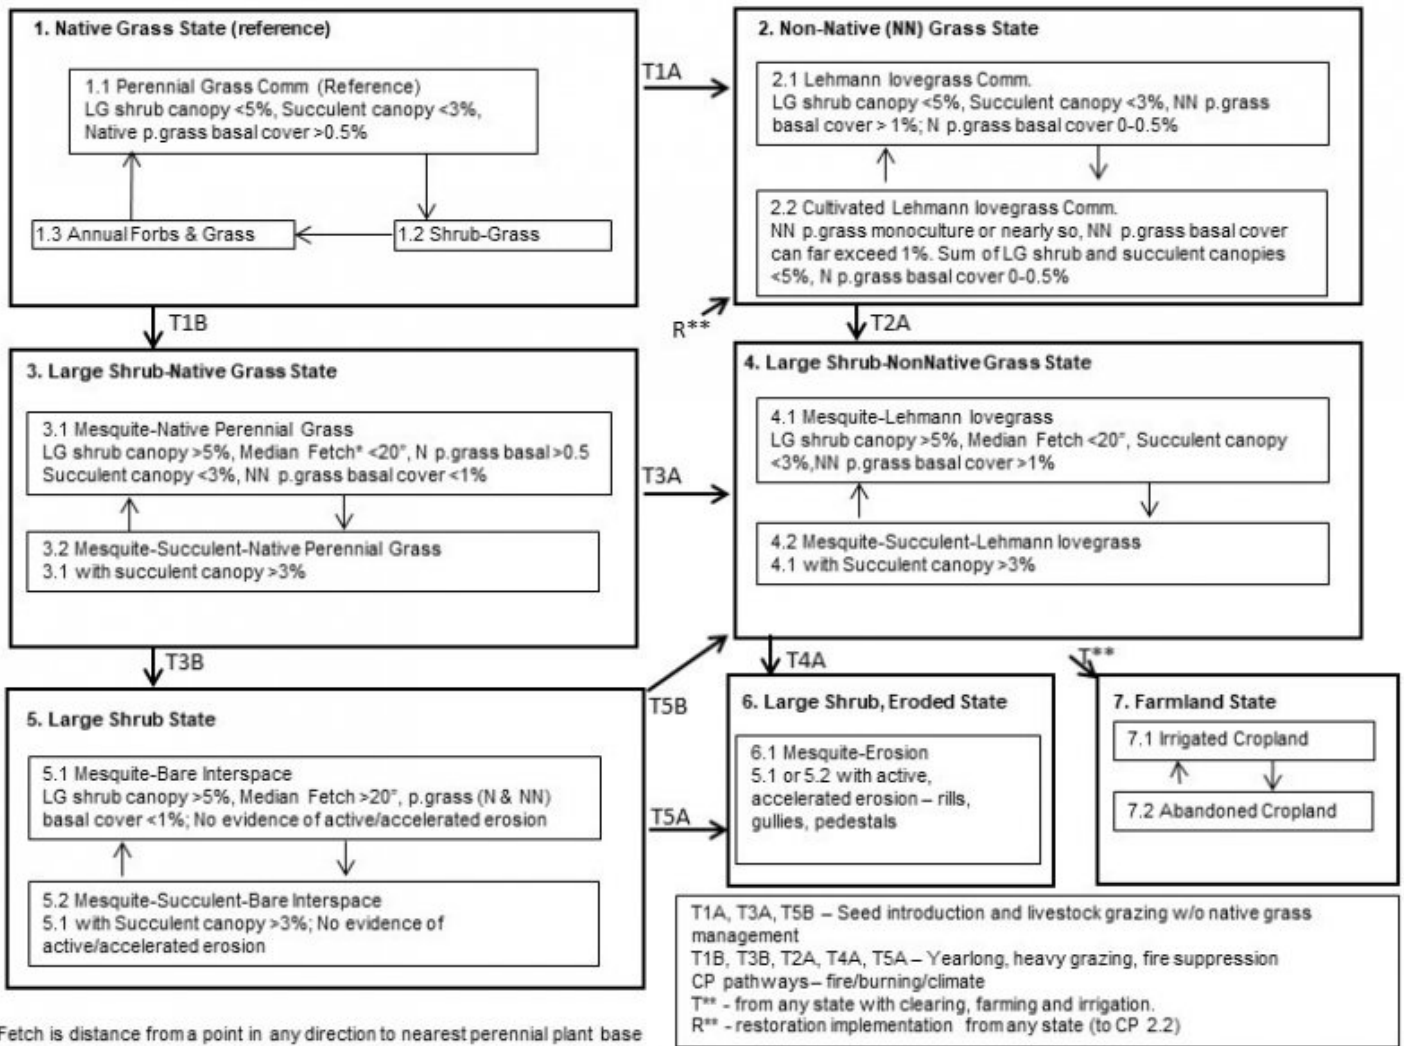 1. Native Grass State (reference)
1.1 Perennial Grass Comm (Reference)
LG shrub canopy <5%, Succulent canopy <3%,
Native p.grass basal cover >0.5%
1.3 Annual Forbs & Grass
1.2 Shrub-Grass
T1A
2. Non-Native (NN) Grass State
2.1 Lehmann lovegrass Comm.
LG shrub canopy <5%, Succulent canopy <3%, NN p.grass
basal cover > 1%; N p.grass basal cover 0-0.5%
2.2 Cultivated Lehmann lovegrass Comm.
NN p.grass monoculture or nearly so, NN p.grass basal cover
can far exceed 1%. Sum of LG shrub and succulent canopies
<5%, N p.grass basal cover 0-0.5%
T1B
R**
T2A
3. Large Shrub-Native Grass State
3.1 Mesquite-Native Perennial Grass
LG shrub canopy >5%, Median Fetch* <20", N p.grass basal >0.5
Succulent canopy <3%, NN p.grass basal cover <1%
3.2 Mesquite-Succulent-Native Perennial Grass
3.1 with succulent canopy >3%
T3A
4. Large Shrub-NonNative Grass State
4.1 Mesquite-Lehmann lovegrass
LG shrub canopy >5%, Median Fetch <20", Succulent canopy
<3%,NN p.grass basal cover >1%
4.2 Mesquite-Succulent-Lehmann lovegrass
4.1 with Succulent canopy >3%
T3B
T5B
T4A
T**
5. Large Shrub State
5.1 Mesquite-Bare Interspace
LG shrub canopy >5%, Median Fetch >20", p.grass (N & NN)
basal cover <1%; No evidence of active/accelerated erosion
5.2 Mesquite-Succulent-Bare Interspace
5.1 with Succulent canopy >3%; No evidence of
active/accelerated erosion
T5A
6. Large Shrub, Eroded State
6.1 Mesquite-Erosion
5.1 or 5.2 with active,
accelerated erosion – rills,
gullies, pedestals
7. Farmland State
7.1 Irrigated Cropland
7.2 Abandoned Cropland
T1A, T3A, T5B – Seed introduction and livestock grazing w/o native grass
management
T1B, T3B, T2A, T4A, T5A – Yearlong, heavy grazing, fire suppression
CP pathways – fire/burning/climate
T** - from any state with clearing, farming and irrigation.
R** - restoration implementation from any state (to CP 2.2)
Fetch is distance from a point in any direction to nearest perennial plant base